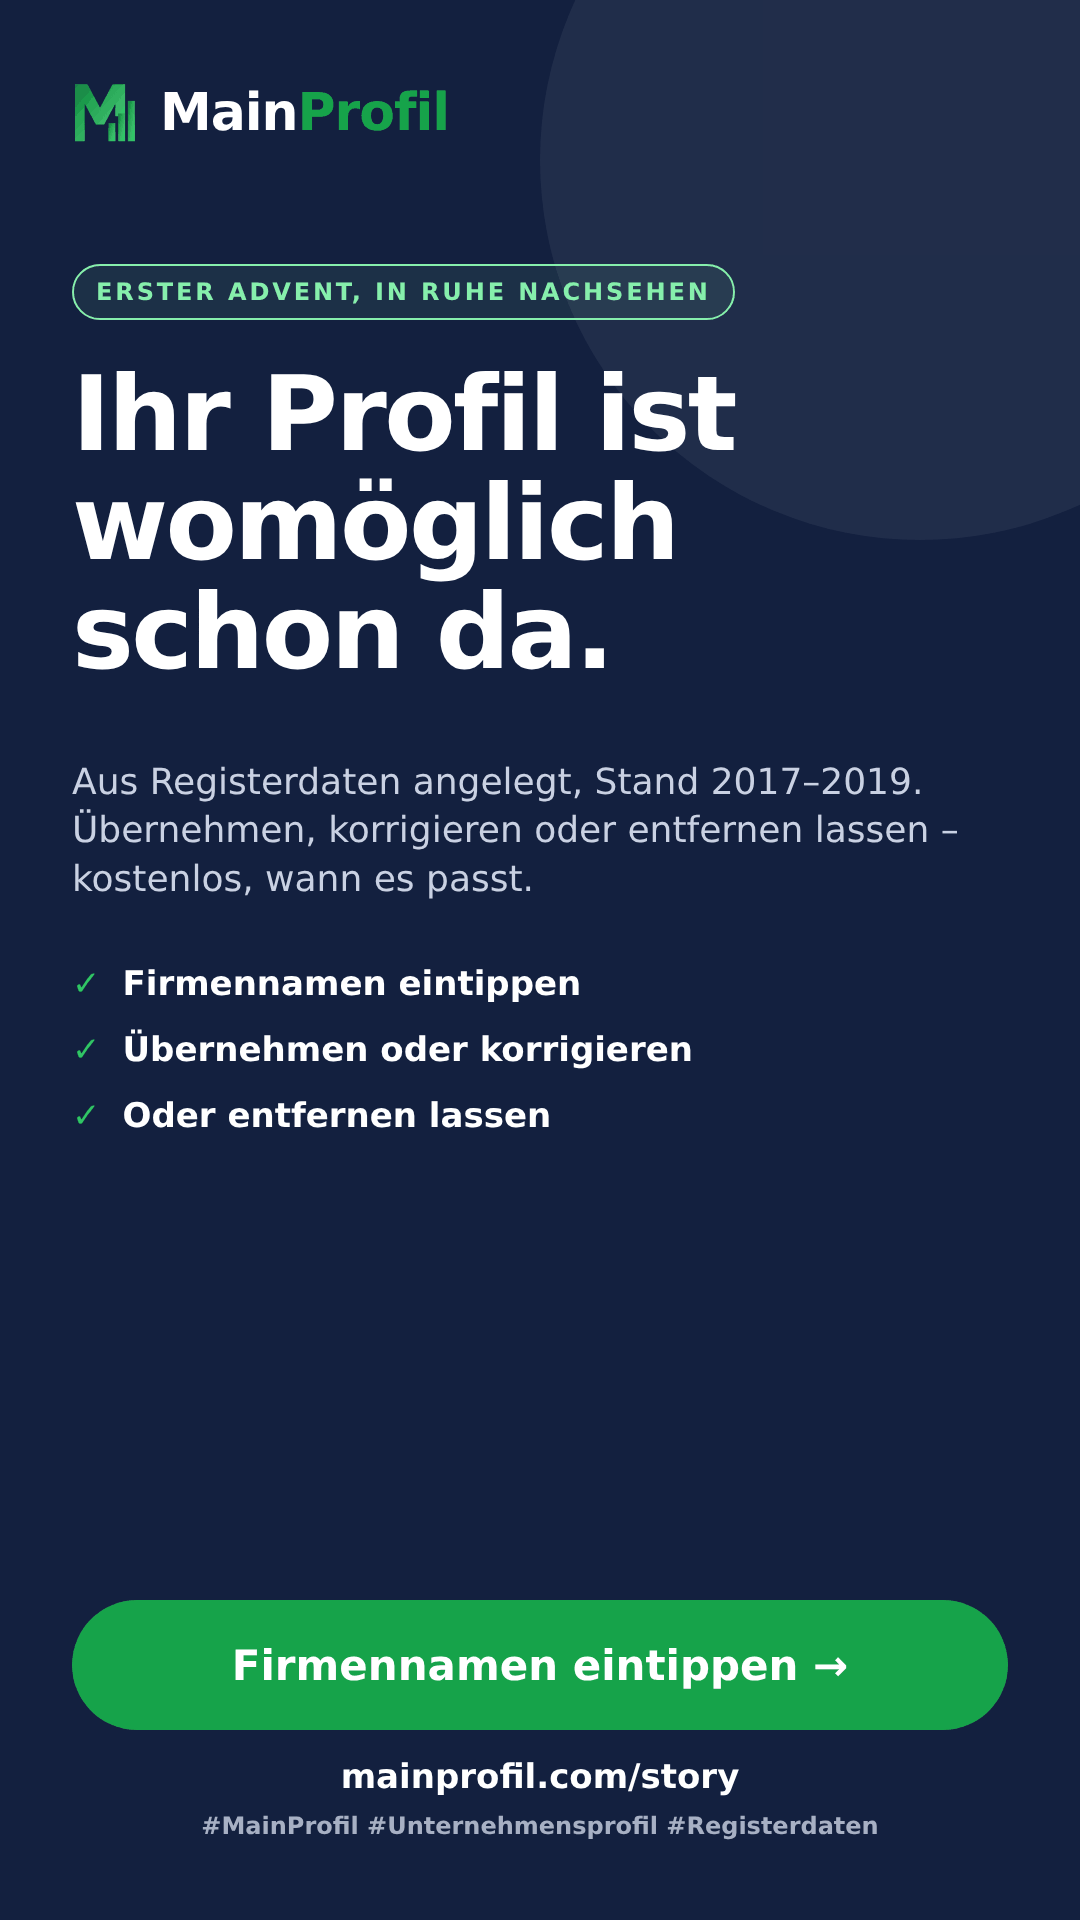 MainProfil
ERSTER ADVENT, IN RUHE NACHSEHEN
Ihr Profil ist
womöglich
schon da.
Aus Registerdaten angelegt, Stand 2017–2019.
Übernehmen, korrigieren oder entfernen lassen –
kostenlos, wann es passt.
✓ Firmennamen eintippen
✓ Übernehmen oder korrigieren
✓ Oder entfernen lassen
Firmennamen eintippen →
mainprofil.com/story
#MainProfil #Unternehmensprofil #Registerdaten